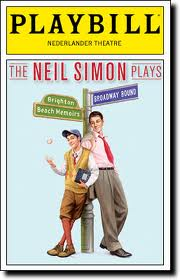 PLAYBILL
NEDERLANDER THEATRE
THE NEIL SIMON PLAYS
Brighton
Beach Memoirs
BROADWAY BOUND